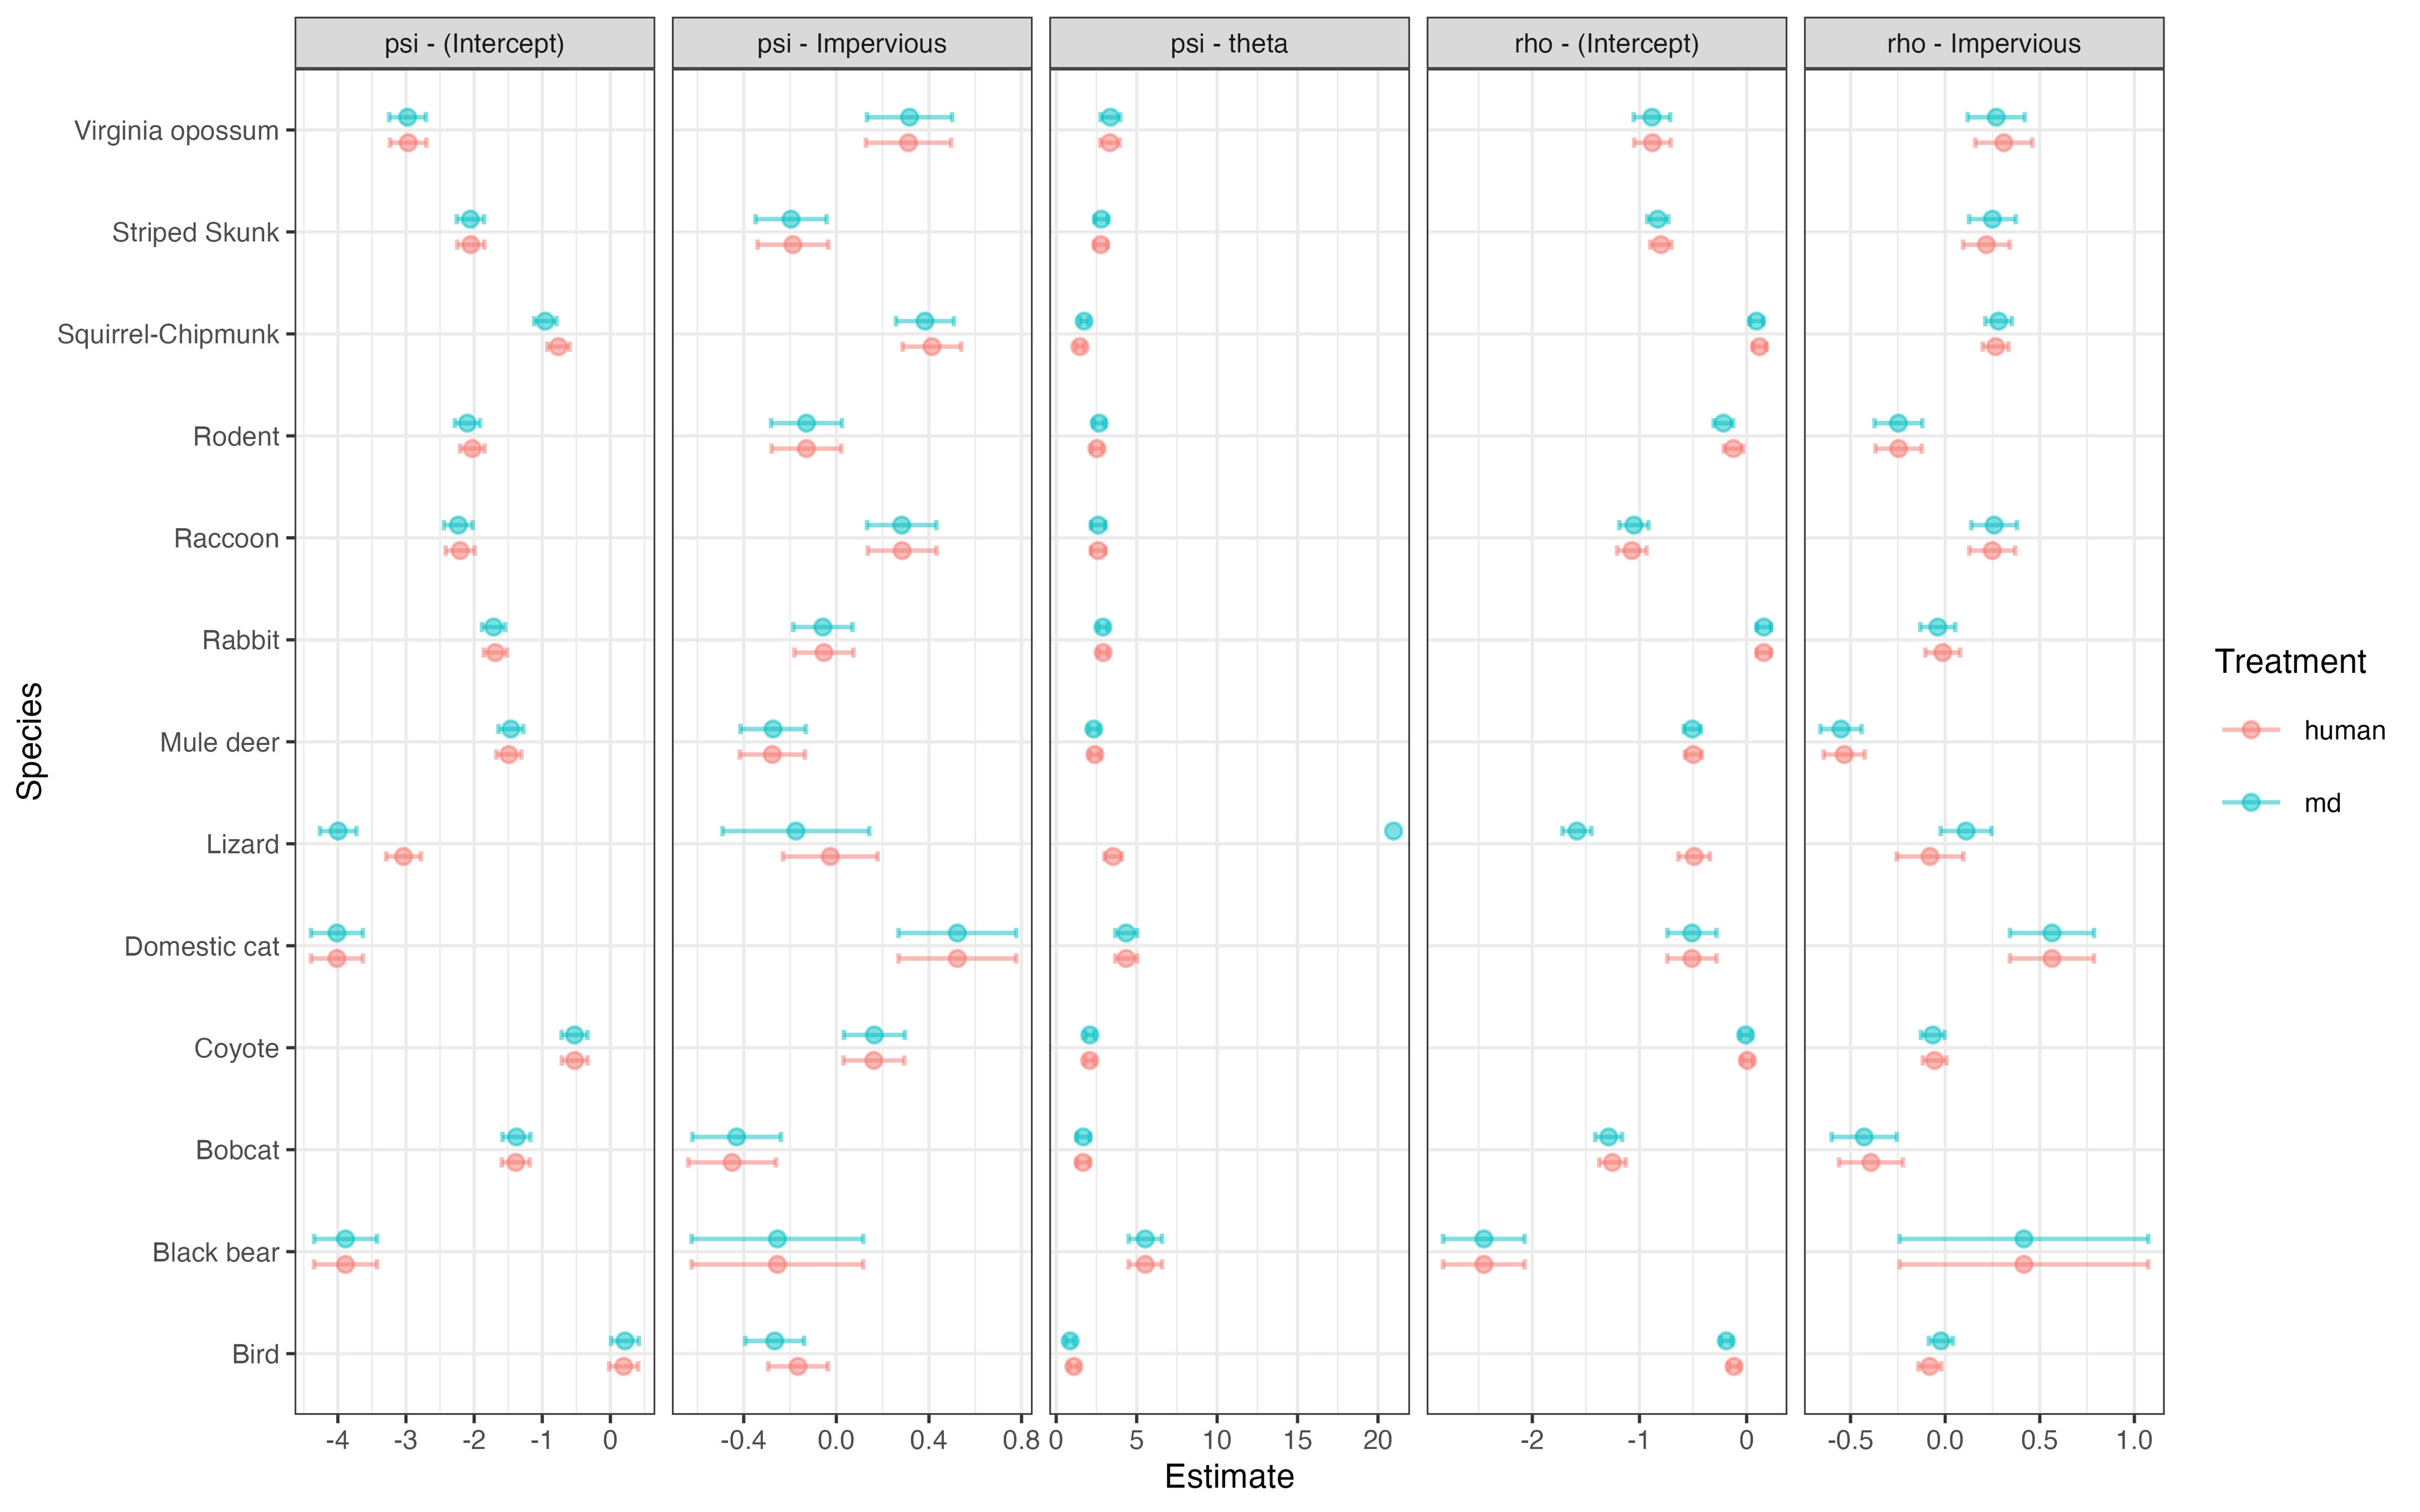 psi - (Intercept)
psi - Impervious
psi - theta
rho - (Intercept)
rho - Impervious
Virginia opossum
Striped Skunk
Squirrel-Chipmunk
Rodent
Raccoon
Rabbit
Mule deer
Lizard
Domestic cat
Coyote
Bobcat
Black bear
Bird
Species
-4 -3 -2 -1 0
-0.4 0.0 0.4 0.8
0 5 10 15 20
-2 -1 0
-0.5 0.0 0.5 1.0
Estimate
Treatment
human
md